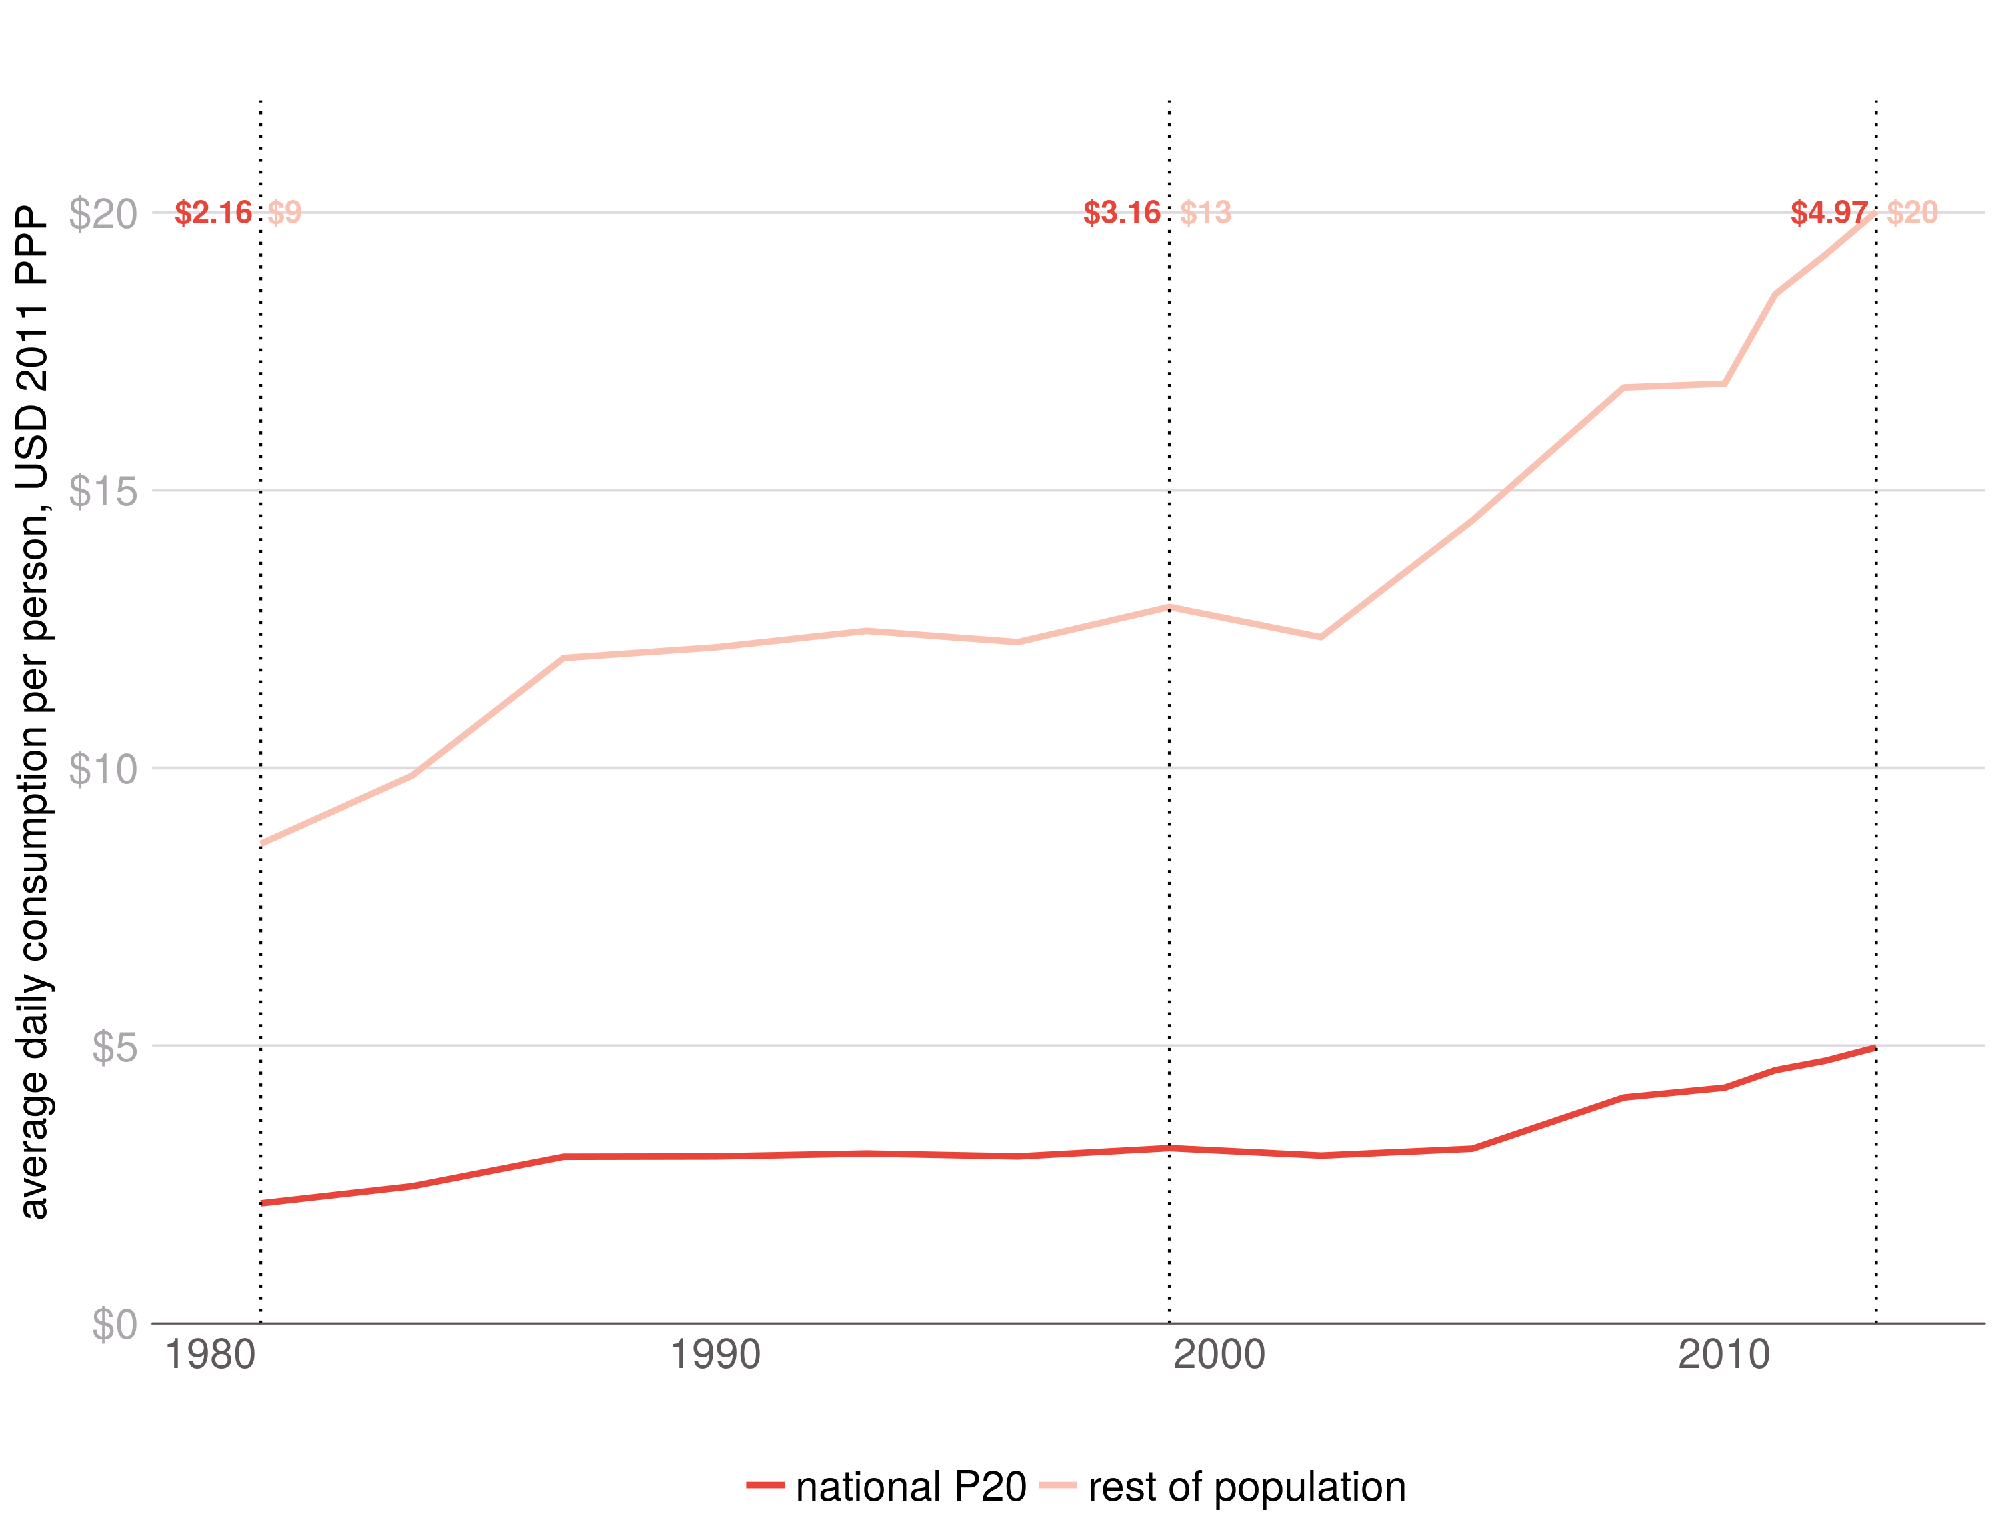 average daily consumption per person, USD 2011 PPP
$20
$15
$10
$5
$0
$2.16 $9
$3.16 $13
$4.97 $20
1980 1990 2000 2010
national P20 rest of population